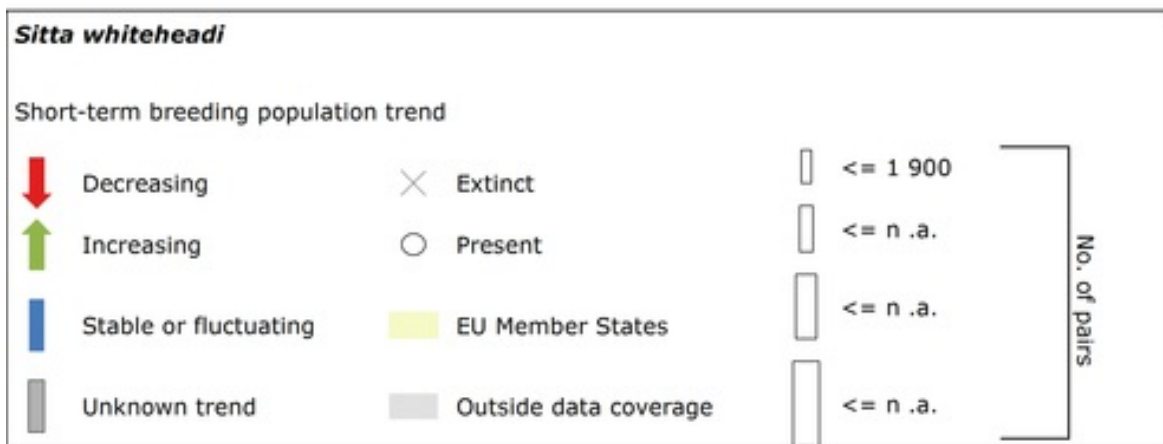 Sitta whiteheadi
Short-term breeding population trend
Decreasing
Extinct
<= 1 900
Increasing
Present
<= n .a.
Stable or fluctuating
EU Member States
<= n .a.
Unknown trend
Outside data coverage
<= n .a.
No. of pairs